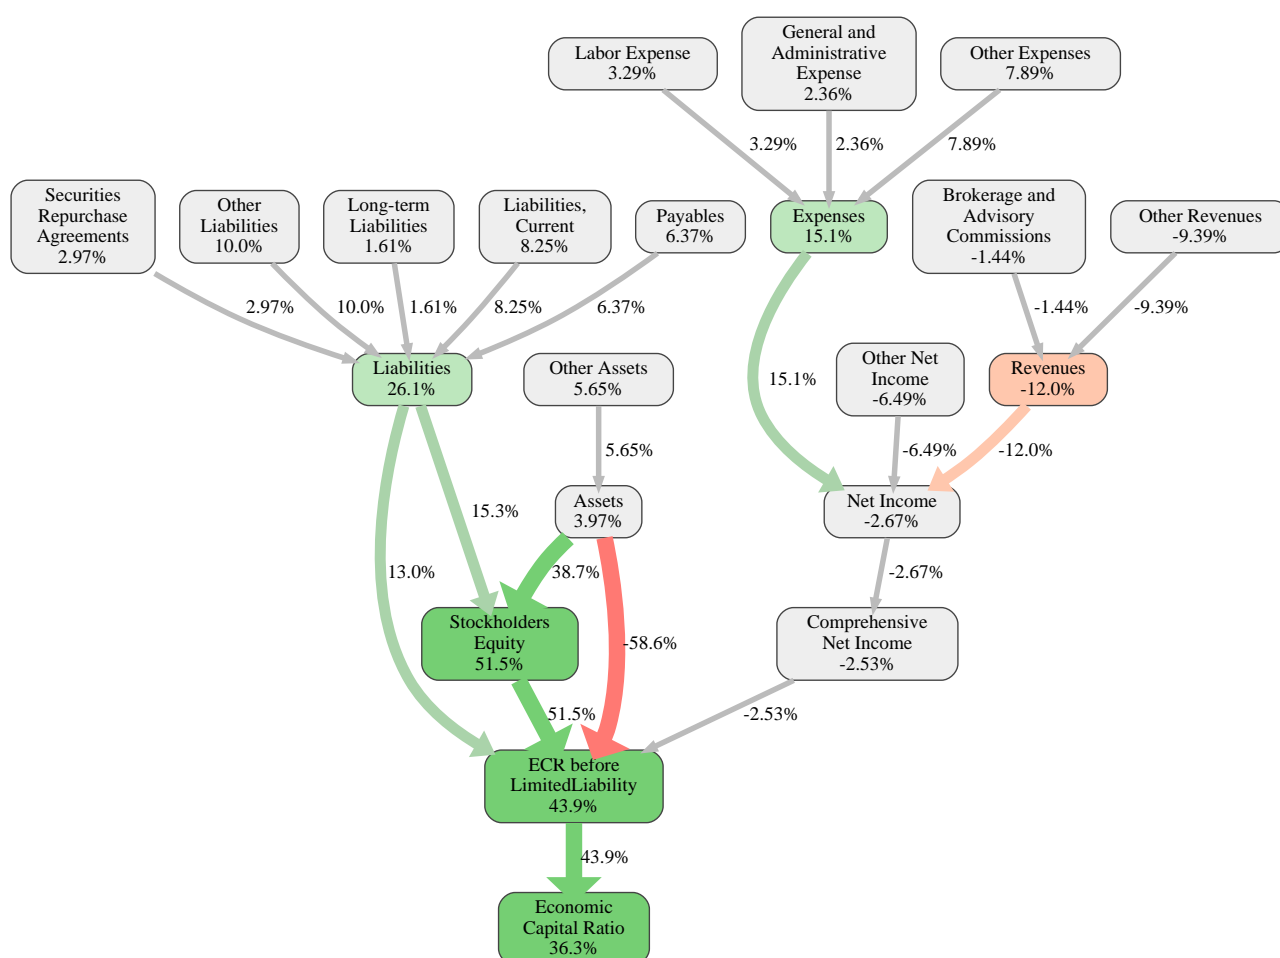 Labor Expense
3.29%
General and
Administrative
Expense
2.36%
Other Expenses
7.89%
3.29%
2.36%
7.89%
Securities
Repurchase
Agreements
2.97%
Other
Liabilities
10.0%
Long-term
Liabilities
1.61%
Liabilities,
Current
8.25%
Payables
6.37%
Expenses
15.1%
Brokerage and
Advisory
Commissions
-1.44%
Other Revenues
-9.39%
2.97%
10.0%
1.61%
8.25%
6.37%
-1.44%
-9.39%
Liabilities
26.1%
Other Assets
5.65%
15.1%
Other Net
Income
-6.49%
Revenues
-12.0%
5.65%
-6.49%
-12.0%
15.3%
Assets
3.97%
Net Income
-2.67%
13.0%
38.7%
-2.67%
Stockholders
Equity
51.5%
-58.6%
Comprehensive
Net Income
-2.53%
51.5%
-2.53%
ECR before
LimitedLiability
43.9%
43.9%
Economic
Capital Ratio
36.3%